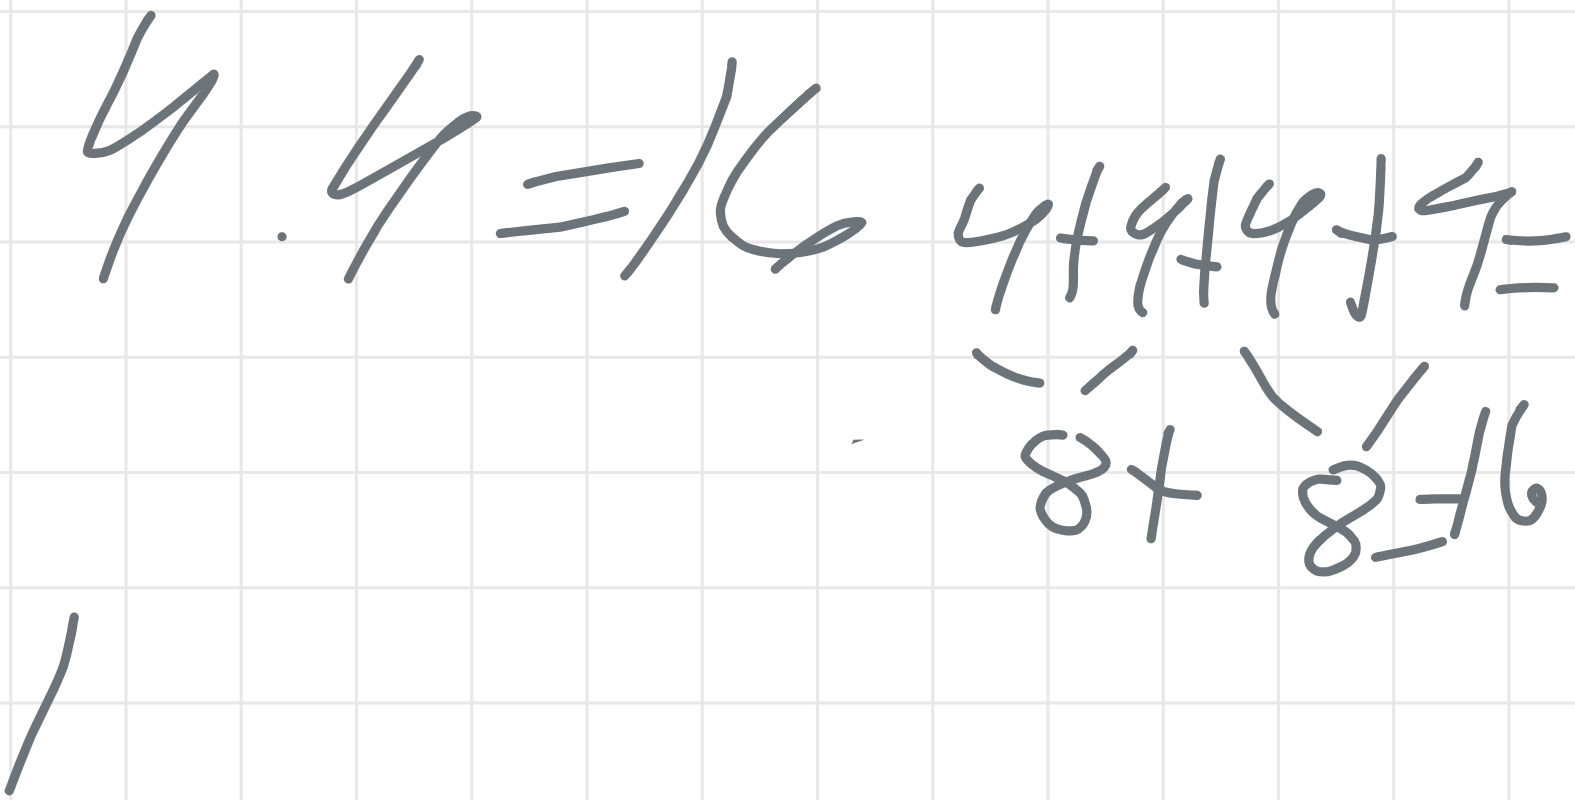 4 . 4 = 16
4 + 4 + 4 + 4 =
8 + 8 = 16